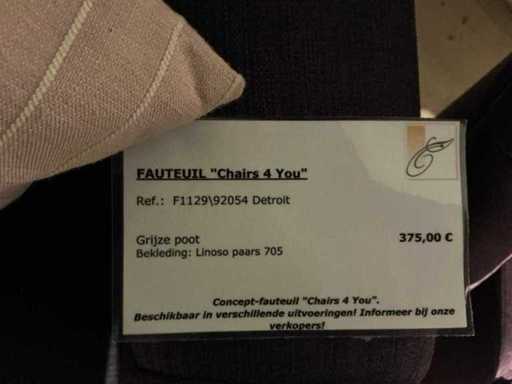 FAUTEUIL "Chairs 4 You"
Ref.: F1129\92054 Detroit
Grijze poot 375,00 €
Bekleding: Linoso paars 705
Concept-fauteuil "Chairs 4 You".
Beschikbaar in verschillende uitvoeringen! Informeer bij onze
verkopers!